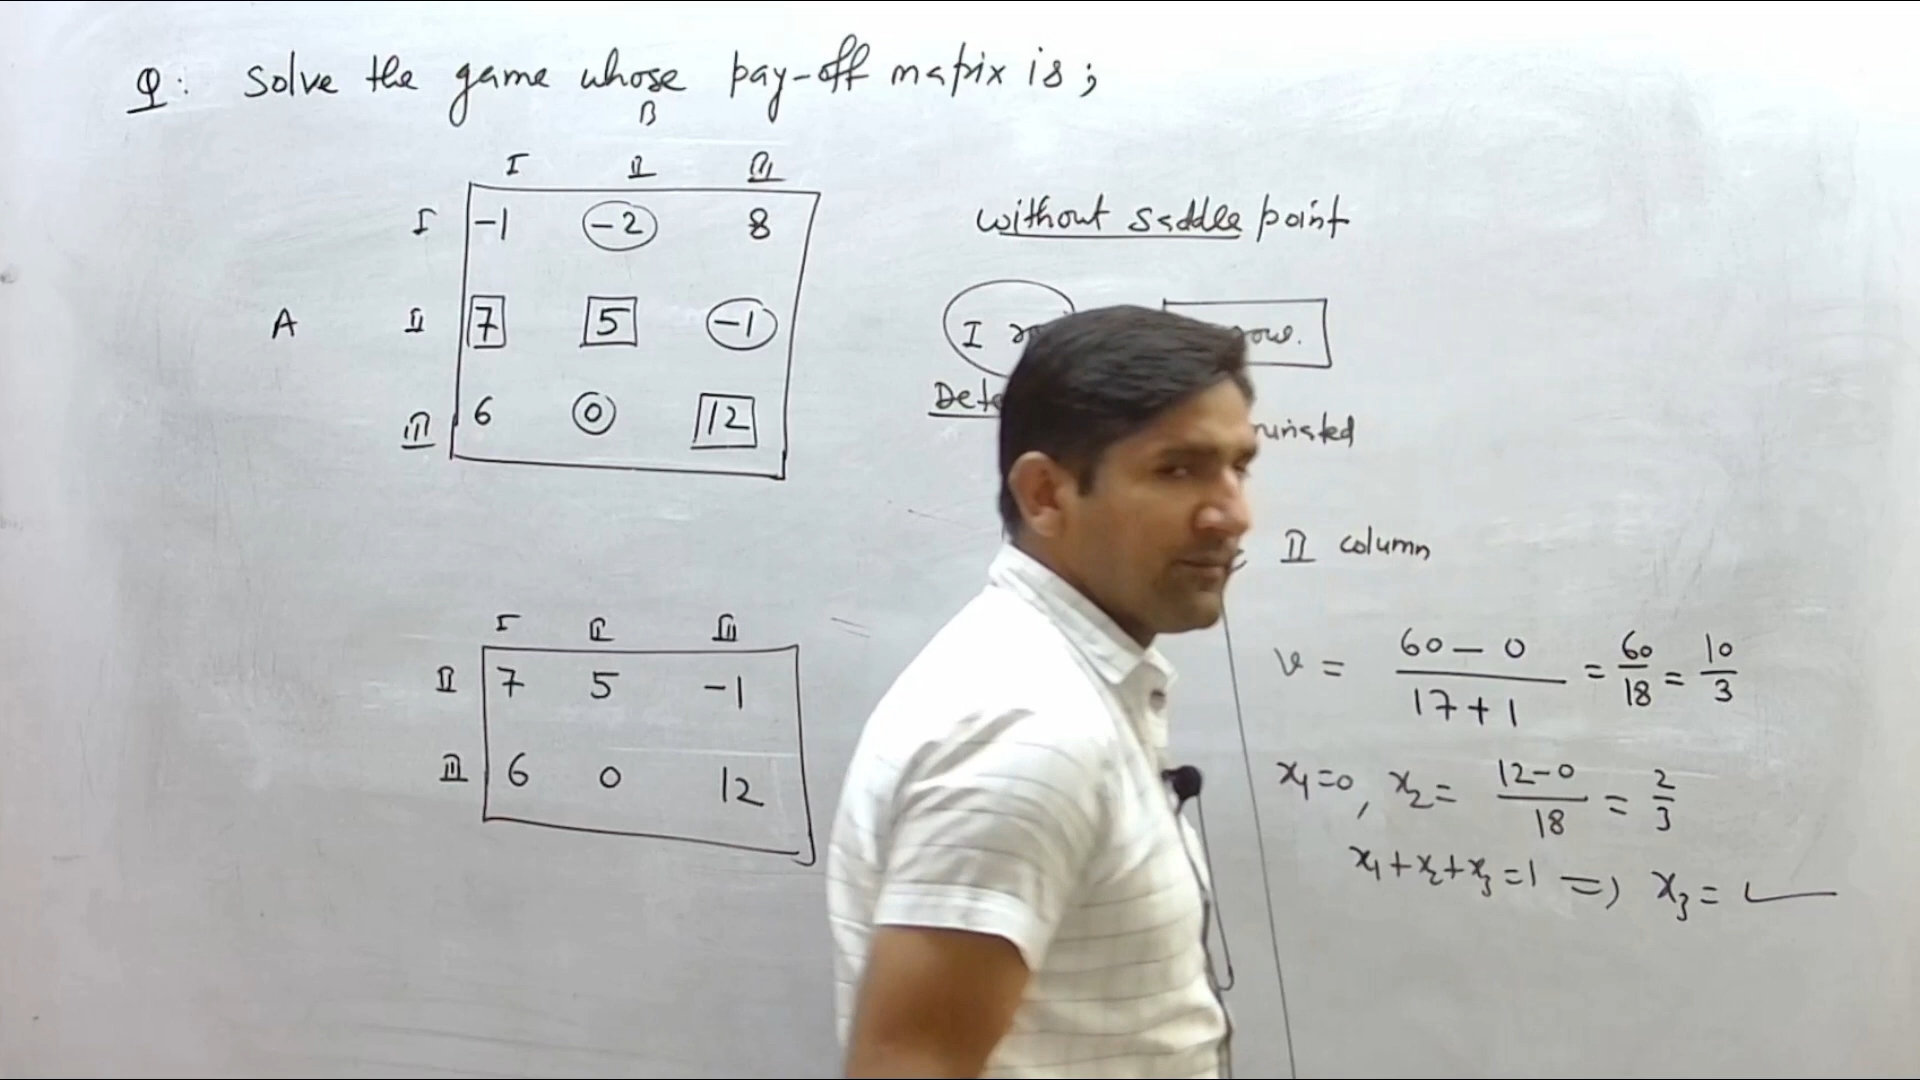 Q: Solve the game whose pay-off matrix is;
B
I II III
I -1 -2 8
A II 7 5 -1
III 6 0 12
without saddle point
I
II column
I II III
II 7 5 -1
III 6 0 12
v = 60 - 0 / 17 + 1 = 60/18 = 10/3
x₁=0, x₂= 12-0 / 18 = 2/3
x₁+x₂+x₃=1 => x₃=